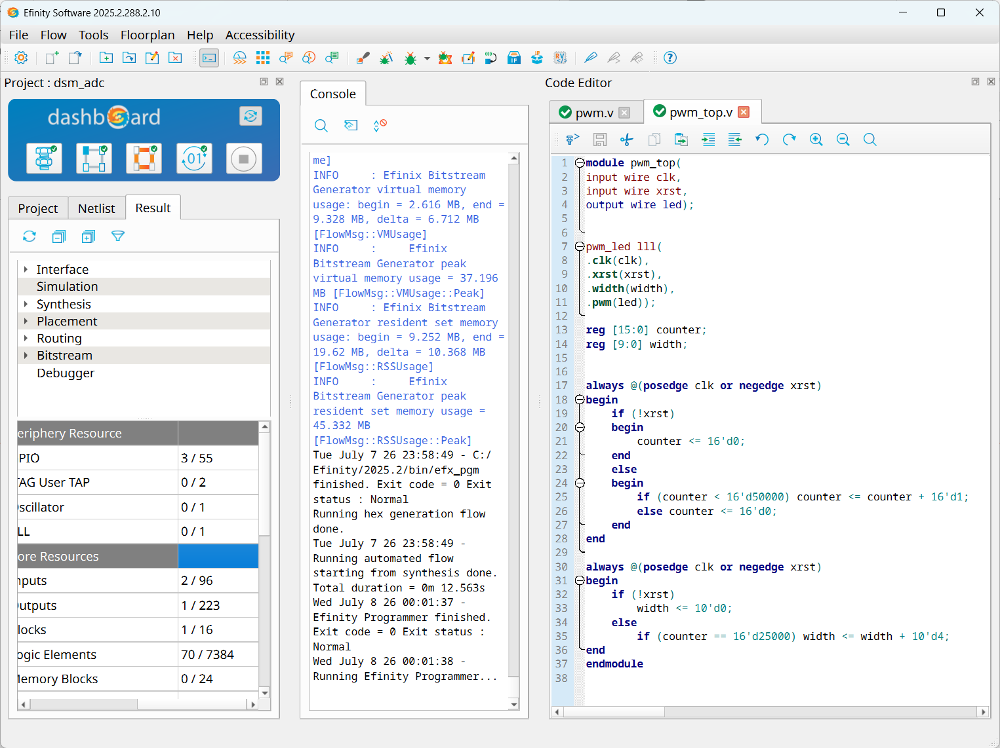 Efinity Software 2025.2.288.2.10
File Flow Tools Floorplan Help Accessibility
Project : dsm_adc
dashboard
01
Project Netlist Result
Interface
Simulation
Synthesis
Placement
Routing
Bitstream
Debugger
eriphery Resource
PIO 3 / 55
TAG User TAP 0 / 2
scillator 0 / 1
LL 0 / 1
ore Resources
nputs 2 / 96
utputs 1 / 223
locks 1 / 16
ogic Elements 70 / 7384
Memory Blocks 0 / 24
Console
me]
INFO : Efinix Bitstream
Generator virtual memory
usage: begin = 2.616 MB, end =
9.328 MB, delta = 6.712 MB
[FlowMsg::VMUsage]
INFO : Efinix
Bitstream Generator peak
virtual memory usage = 37.196
MB [FlowMsg::VMUsage::Peak]
INFO : Efinix Bitstream
Generator resident set memory
usage: begin = 9.252 MB, end =
19.62 MB, delta = 10.368 MB
[FlowMsg::RSSUsage]
INFO : Efinix
Bitstream Generator peak
resident set memory usage =
45.332 MB
[FlowMsg::RSSUsage::Peak]
Tue July 7 26 23:58:49 - C:/
Efinity/2025.2/bin/efx_pgm
finished. Exit code = 0 Exit
status : Normal
Running hex generation flow
done.
Tue July 7 26 23:58:49 -
Running automated flow
starting from synthesis done.
Total duration = 0m 12.563s
Wed July 8 26 00:01:37 -
Efinity Programmer finished.
Exit code = 0 Exit status :
Normal
Wed July 8 26 00:01:38 -
Running Efinity Programmer...
Code Editor
pwm.v pwm_top.v
1 module pwm_top(
2 input wire clk,
3 input wire xrst,
4 output wire led);
5
6
7 pwm_led lll(
8 .clk(clk),
9 .xrst(xrst),
10 .width(width),
11 .pwm(led));
12
13 reg [15:0] counter;
14 reg [9:0] width;
15
16
17 always @(posedge clk or negedge xrst)
18 begin
19 if (!xrst)
20 begin
21 counter <= 16'd0;
22 end
23 else
24 begin
25 if (counter < 16'd50000) counter <= counter + 16'd1;
26 else counter <= 16'd0;
27 end
28 end
29
30 always @(posedge clk or negedge xrst)
31 begin
32 if (!xrst)
33 width <= 10'd0;
34 else
35 if (counter == 16'd25000) width <= width + 10'd4;
36 end
37 endmodule
38